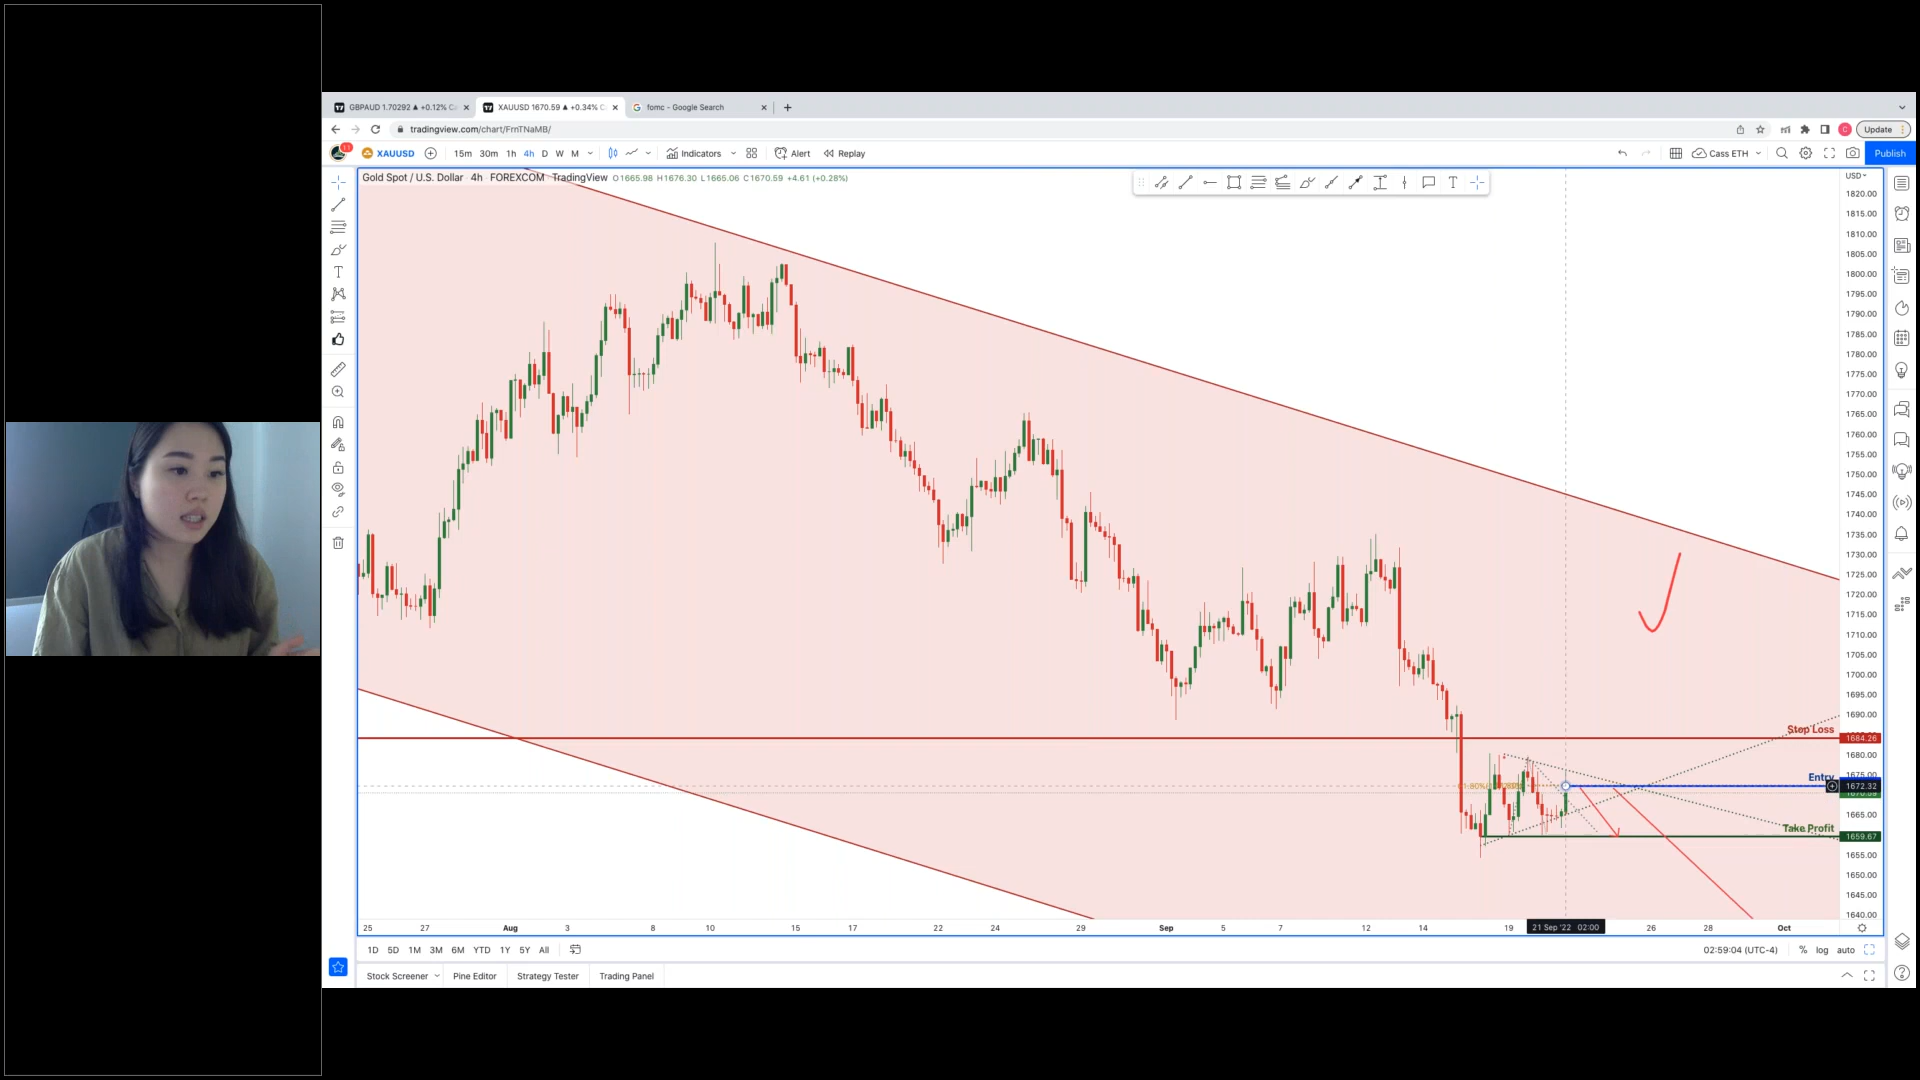 GBPAUD 1.70292 ▲ +0.12%
XAUUSD 1670.59 ▲ +0.34%
fomc - Google Search
tradingview.com/chart/FrnTNaMB/
Update
11
XAUUSD
15m 30m 1h 4h D W M
Indicators
Alert
Replay
Cass ETH
Publish
Gold Spot / U.S. Dollar 4h FOREXCOM TradingView O1665.98 H1676.30 L1665.06 C1670.59 +4.61 (+0.28%)
USD
1820.00
1815.00
1810.00
1805.00
1800.00
1795.00
1790.00
1785.00
1780.00
1775.00
1770.00
1765.00
1760.00
1755.00
1750.00
1745.00
1740.00
1735.00
1730.00
1725.00
1720.00
1715.00
1710.00
1705.00
1700.00
1695.00
1690.00
Stop Loss
1684.26
1680.00
1675.00
Entry
1672.32
1665.00
Take Profit
1659.67
1655.00
1650.00
1645.00
1640.00
25 27 Aug 3 8 10 15 17 22 24 29 Sep 5 7 12 14 19 21 Sep '22 02:00 26 28 Oct
1D 5D 1M 3M 6M YTD 1Y 5Y All
02:59:04 (UTC-4) % log auto
Stock Screener Pine Editor Strategy Tester Trading Panel